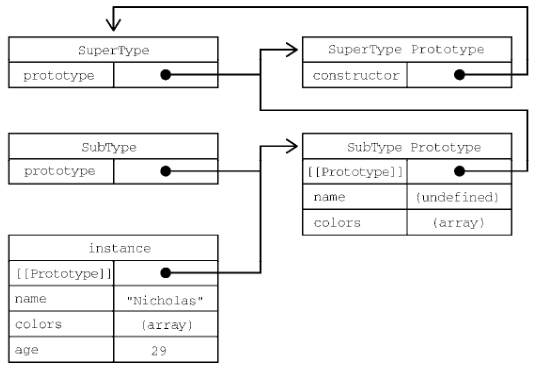 SuperType
prototype
SuperType Prototype
constructor
SubType
prototype
SubType Prototype
[[Prototype]]
name (undefined)
colors (array)
instance
[[Prototype]]
name "Nicholas"
colors (array)
age 29